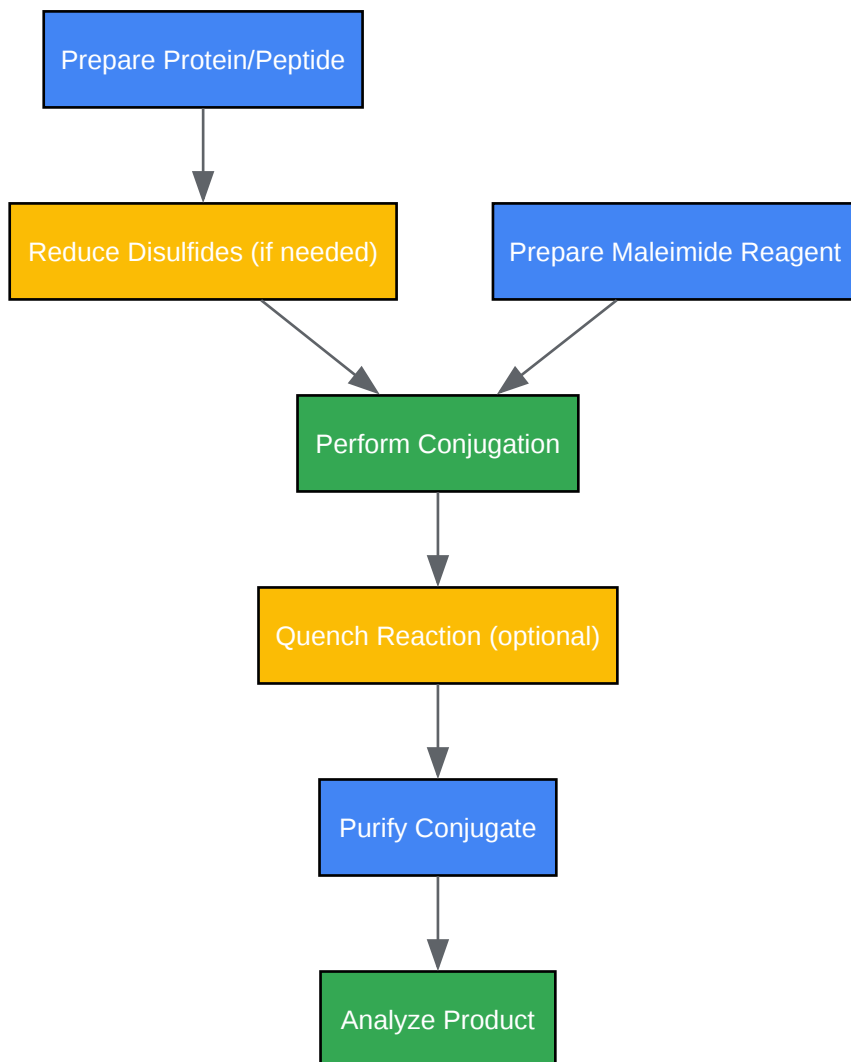 Prepare Protein/Peptide
Reduce Disulfides (if needed)
Prepare Maleimide Reagent
Perform Conjugation
Quench Reaction (optional)
Purify Conjugate
Analyze Product